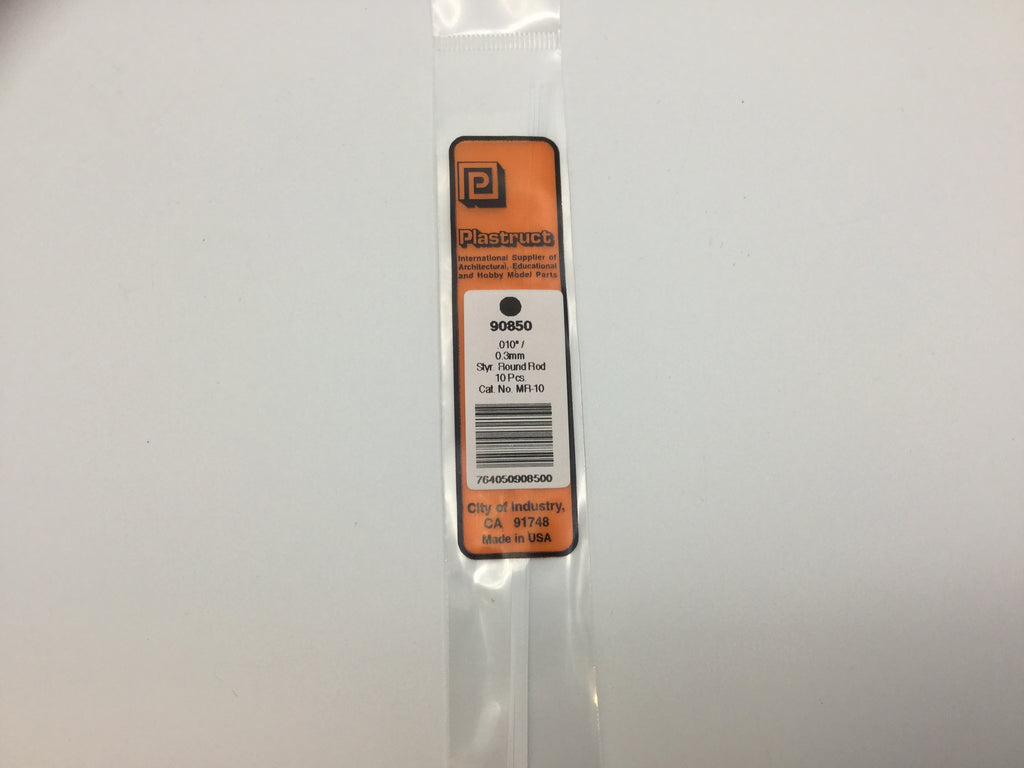 P
Plastruct
International Supplier of
Architectural, Educational
and Hobby Model Parts
90850
.010" /
0.3mm
Styr. Round Rod
10 Pcs.
Cat. No. MR-10
764050908500
City of Industry,
CA 91748
Made in USA